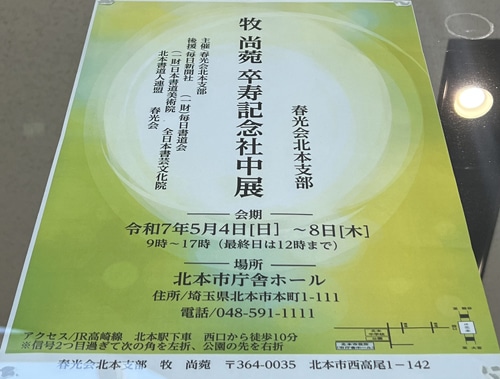 春光会北本支部
牧 尚苑 卒寿記念社中展
主催 春光会北本支部
後援 毎日新聞社 (一財)毎日書道会
(一財)日本書道美術院 全日本書芸文化院
北本書道人連盟 春光会
会期
令和7年5月4日[日] ~8日[木]
9時~17時(最終日は12時まで)
場所
北本市庁舎ホール
住所/埼玉県北本市本町1-111
電話/048-591-1111
アクセス/JR高崎線 北本駅下車 西口から徒歩10分
※信号2つ目過ぎて次の角を左折、公園の先を右折
春光会北本支部 牧 尚苑 〒364-0035 北本市西高尾1-142